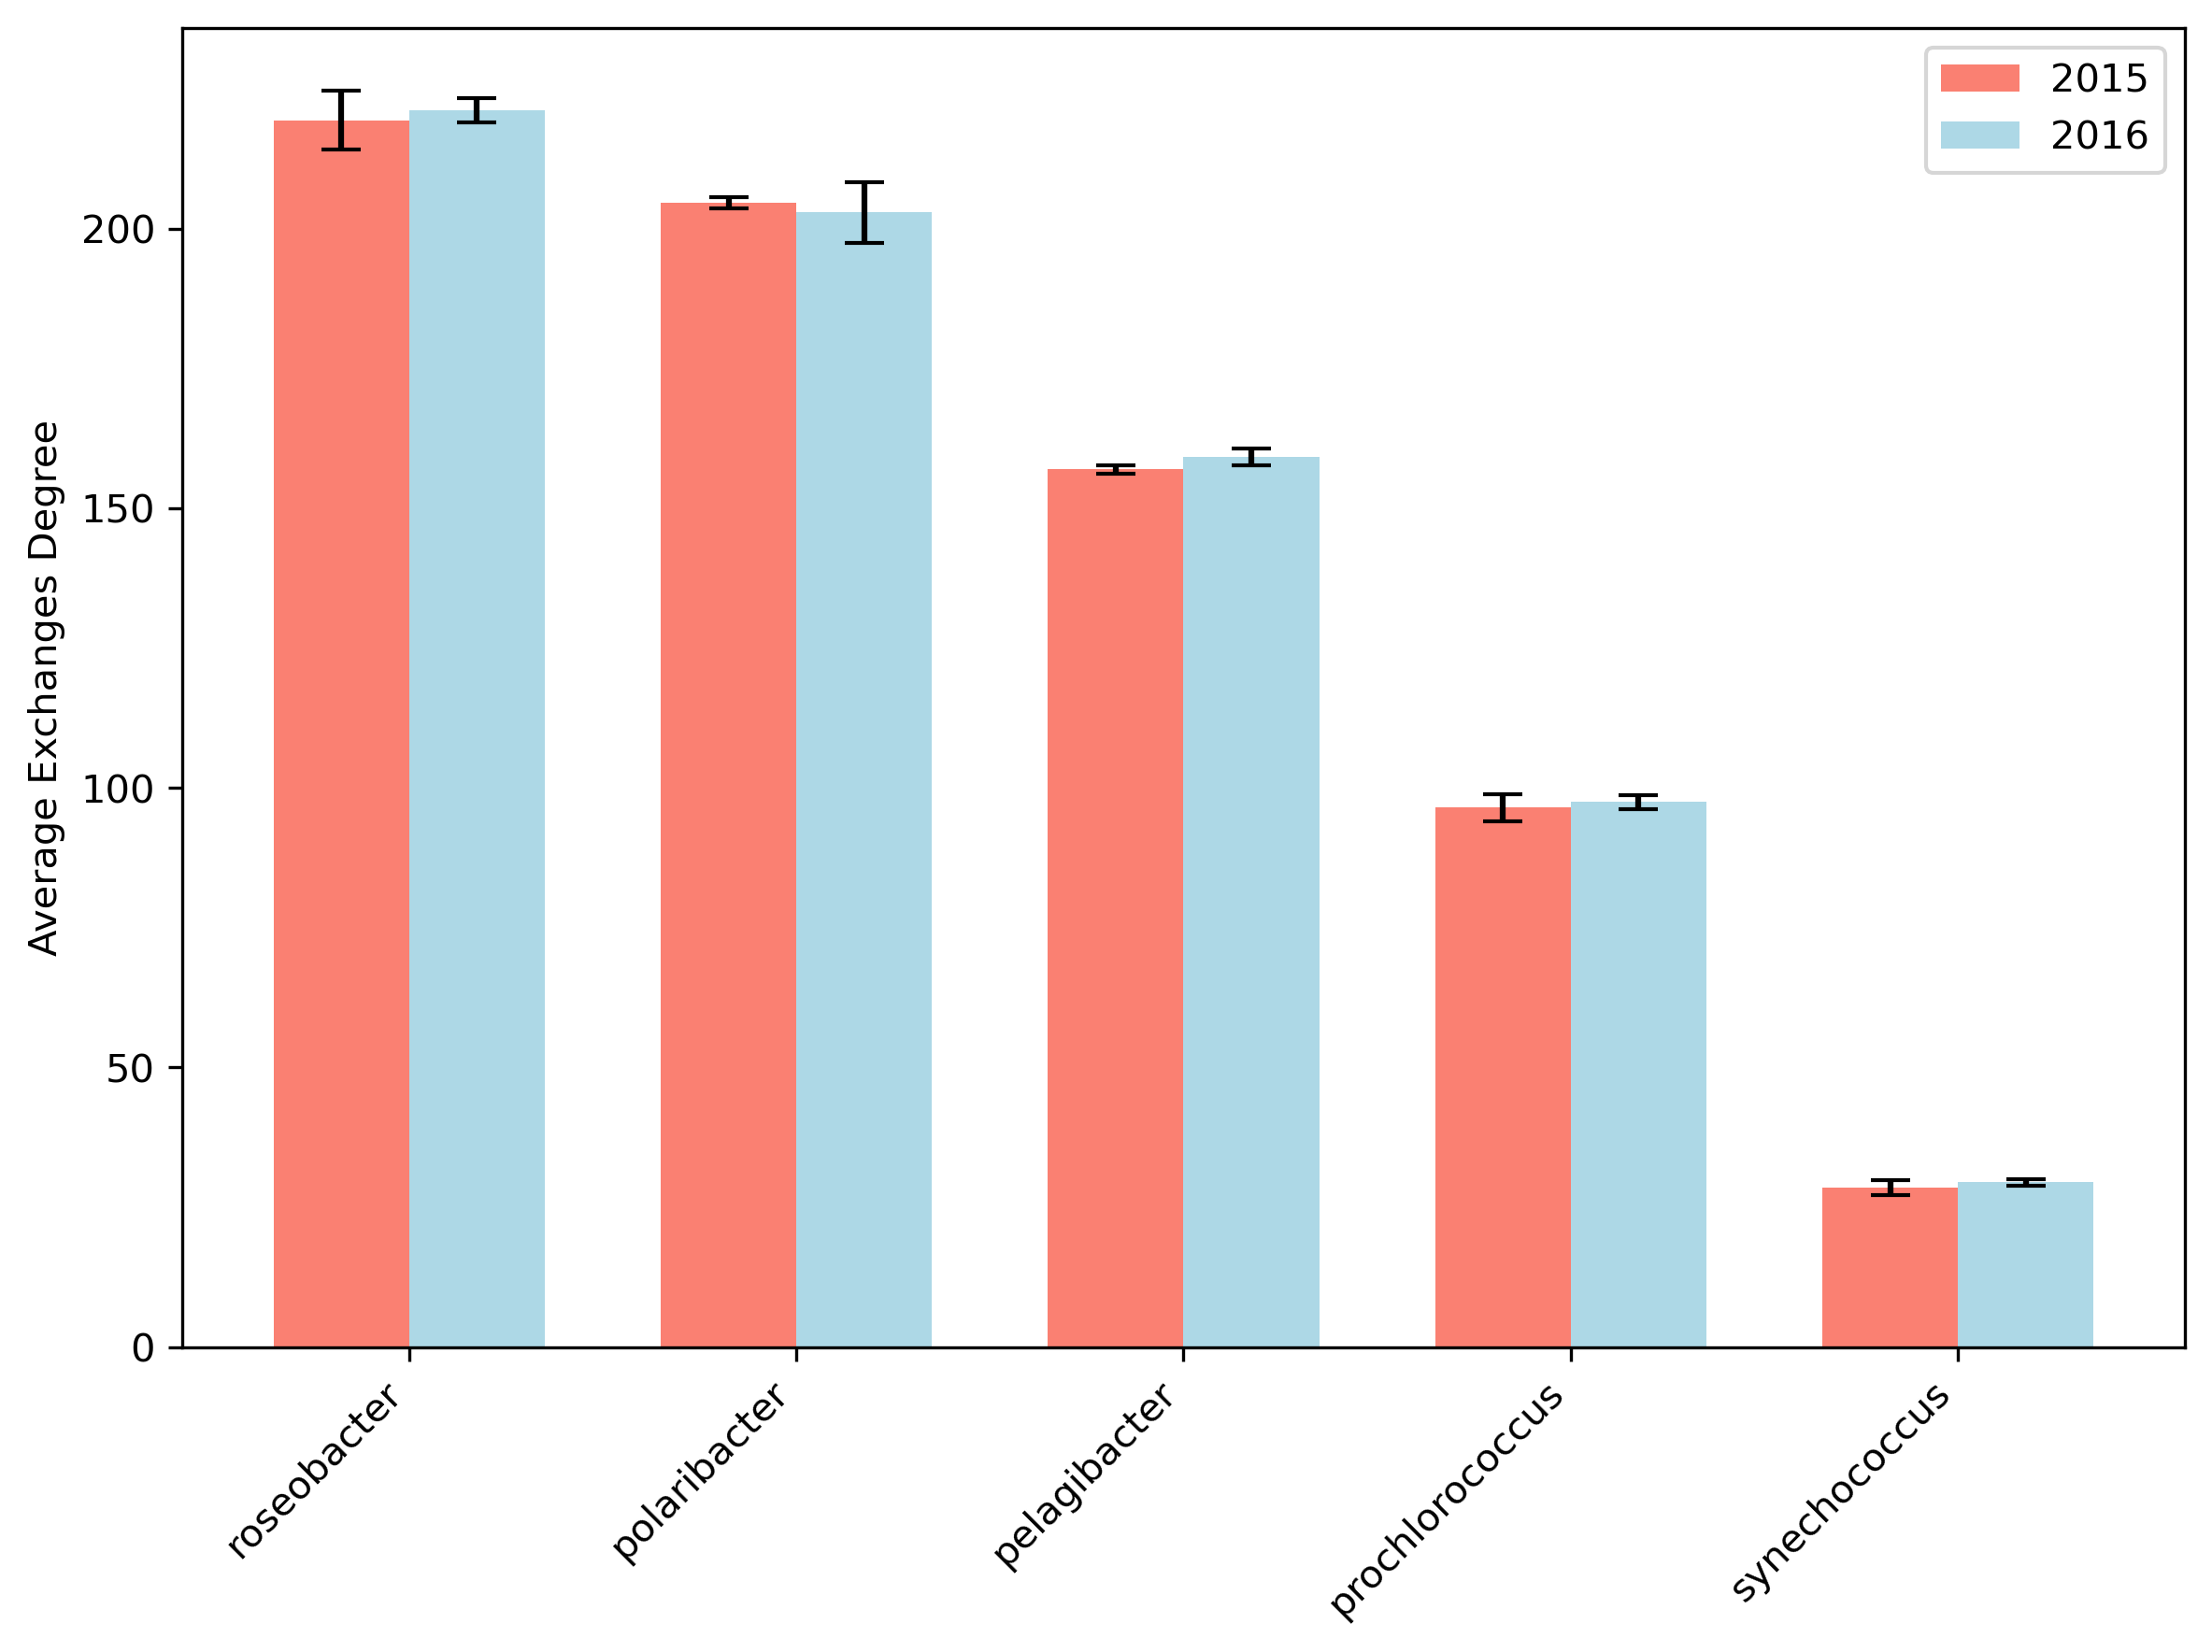 2015
2016
200
150
100
50
0
Average Exchanges Degree
roseobacter
polaribacter
pelagibacter
prochlorococcus
synechococcus